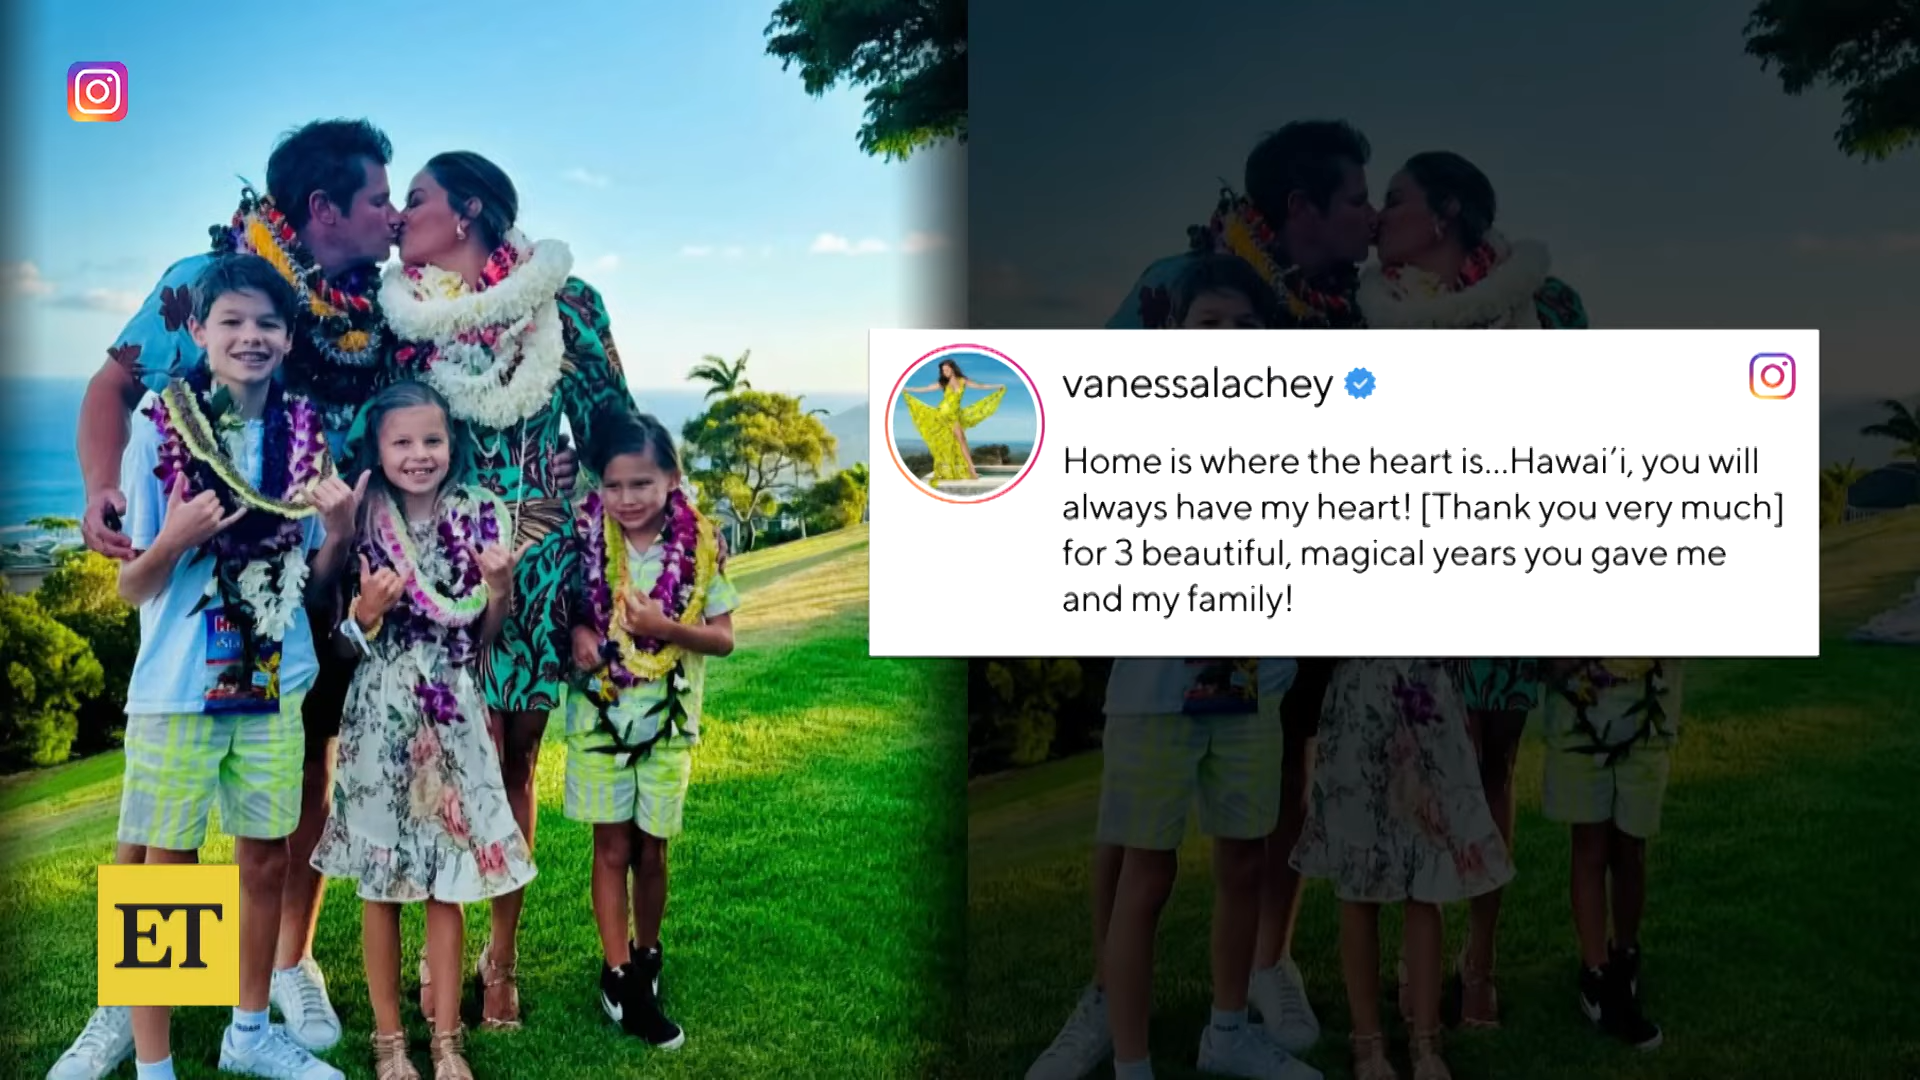 vanessalachey
Home is where the heart is...Hawai'i, you will
always have my heart! [Thank you very much]
for 3 beautiful, magical years you gave me
and my family!
ET